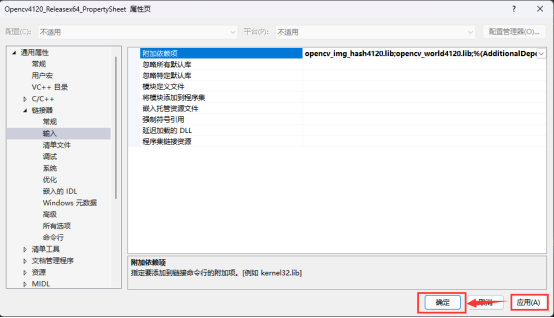 Opencv4120_Releasex64_PropertySheet 属性页
配置(C): 不适用 平台(P): 不适用 配置管理器(O)...
通用属性
常规
用户宏
VC++ 目录
C/C++
链接器
常规
输入
清单文件
调试
系统
优化
嵌入的 IDL
Windows 元数据
高级
所有选项
命令行
清单工具
文档管理程序
资源
MIDL
附加依赖项 opencv_img_hash4120.lib;opencv_world4120.lib;%(AdditionalDepe
忽略所有默认库
忽略特定默认库
模块定义文件
将模块添加到程序集
嵌入托管资源文件
强制符号引用
延迟加载的 DLL
程序集链接资源
附加依赖项
指定要添加到链接命令行的附加项。[例如 kernel32.lib]
确定 取消 应用(A)